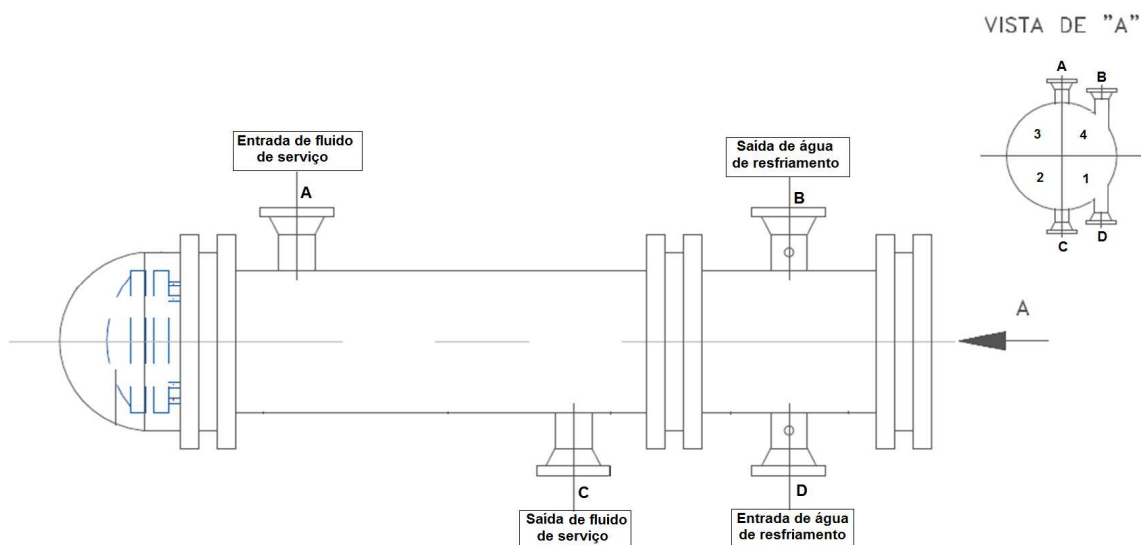 VISTA DE "A"
A
B
3
4
2
1
C
D
Entrada de fluido
de serviço
A
Saída de água
de resfriamento
B
A
C
Saída de fluido
de serviço
D
Entrada de água
de resfriamento